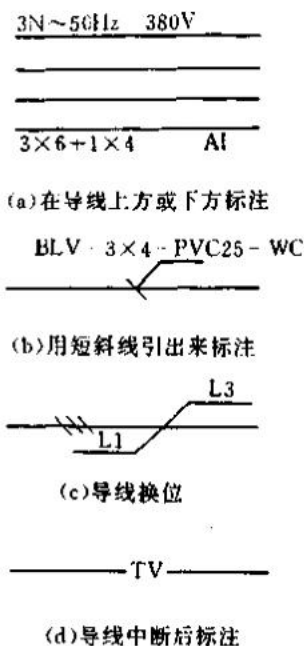 3N～50Hz 380V
3×6+1×4 Al
(a)在导线上方或下方标注
BLV-3×4-PVC25-WC
(b)用短斜线引出来标注
L3
L1
(c)导线换位
TV
(d)导线中断后标注